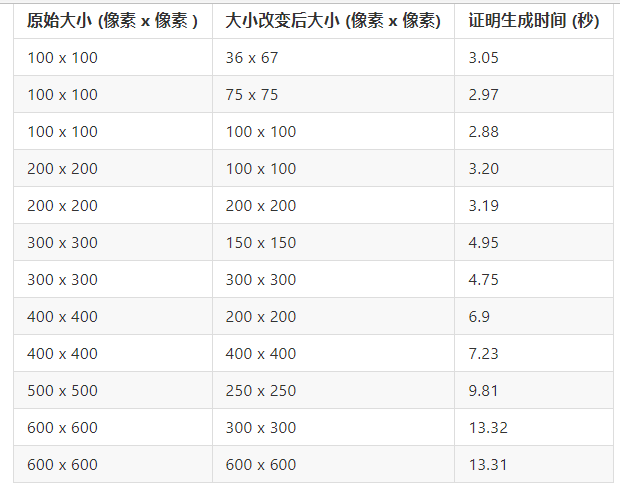 原始大小 (像素 x 像素 ) 大小改变后大小 (像素 x 像素) 证明生成时间 (秒)
100 x 100 36 x 67 3.05
100 x 100 75 x 75 2.97
100 x 100 100 x 100 2.88
200 x 200 100 x 100 3.20
200 x 200 200 x 200 3.19
300 x 300 150 x 150 4.95
300 x 300 300 x 300 4.75
400 x 400 200 x 200 6.9
400 x 400 400 x 400 7.23
500 x 500 250 x 250 9.81
600 x 600 300 x 300 13.32
600 x 600 600 x 600 13.31